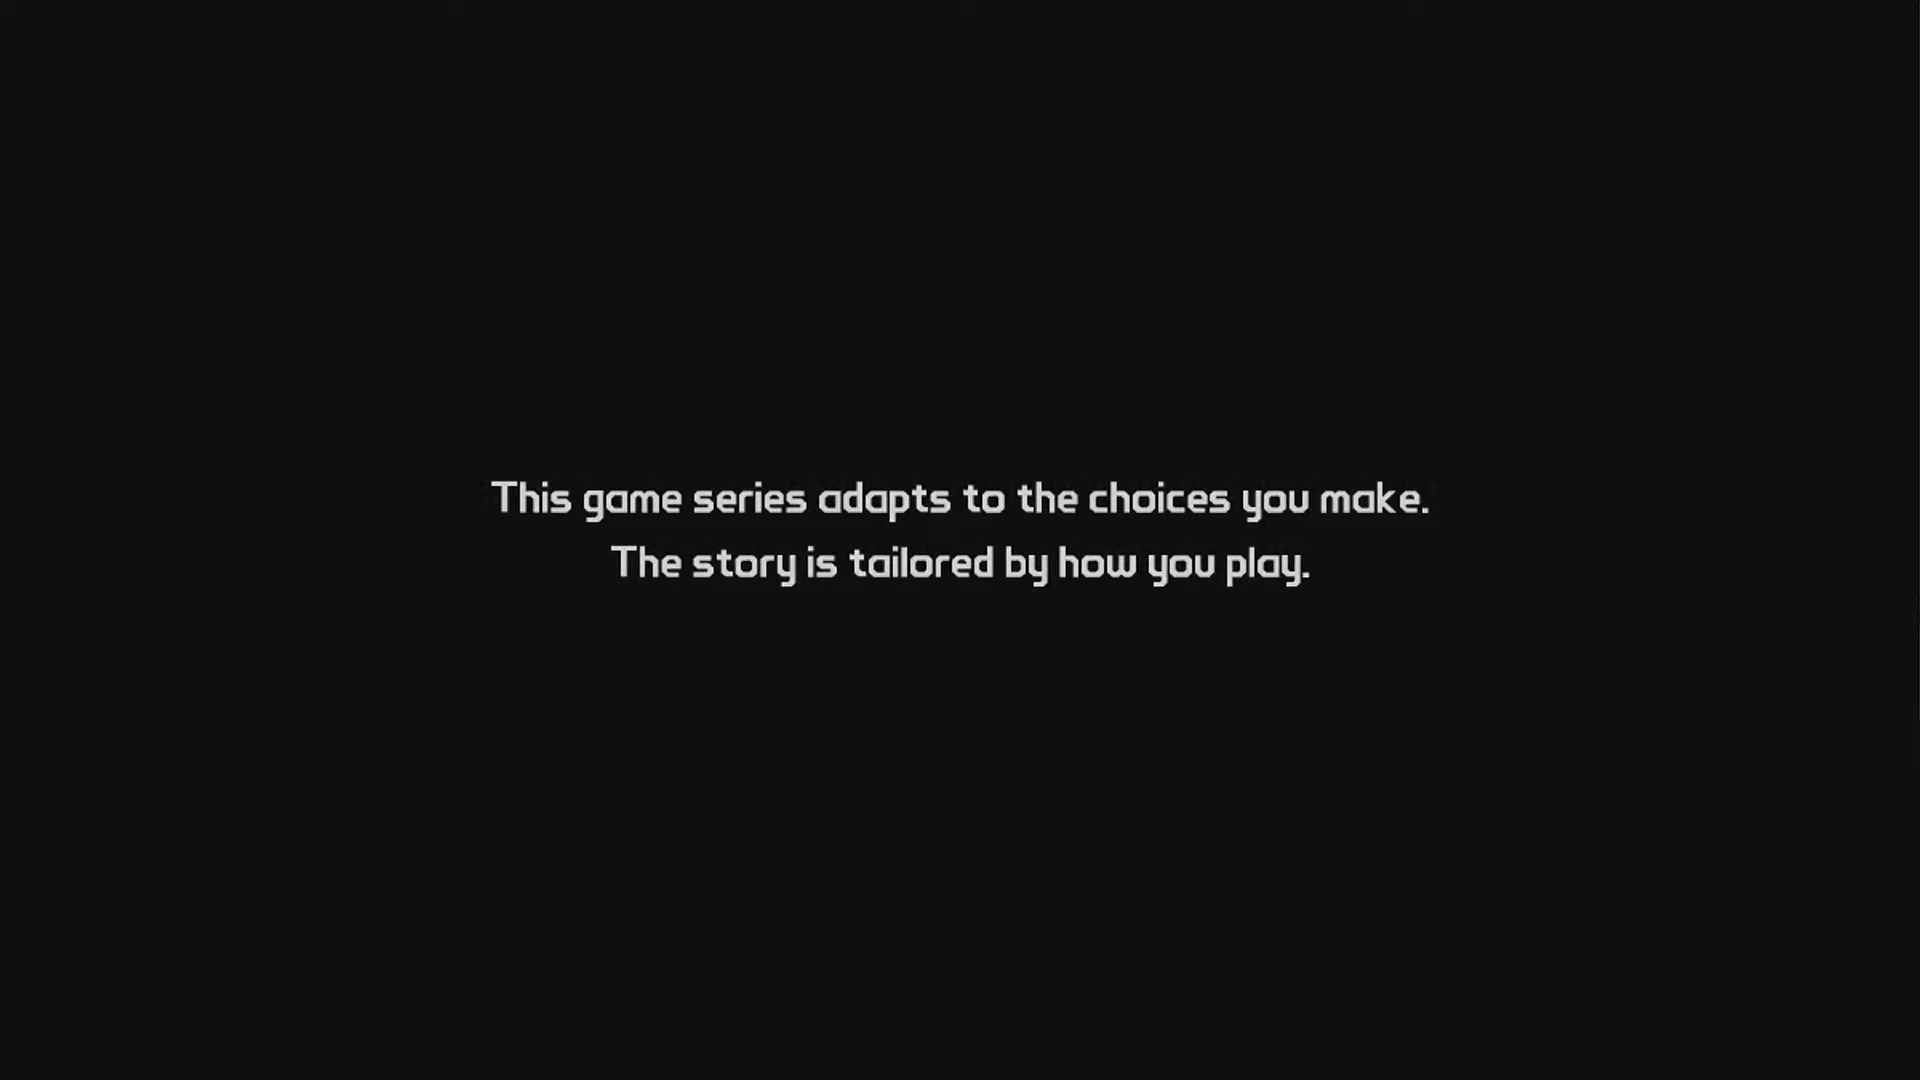 This game series adapts to the choices you make.
The story is tailored by how you play.